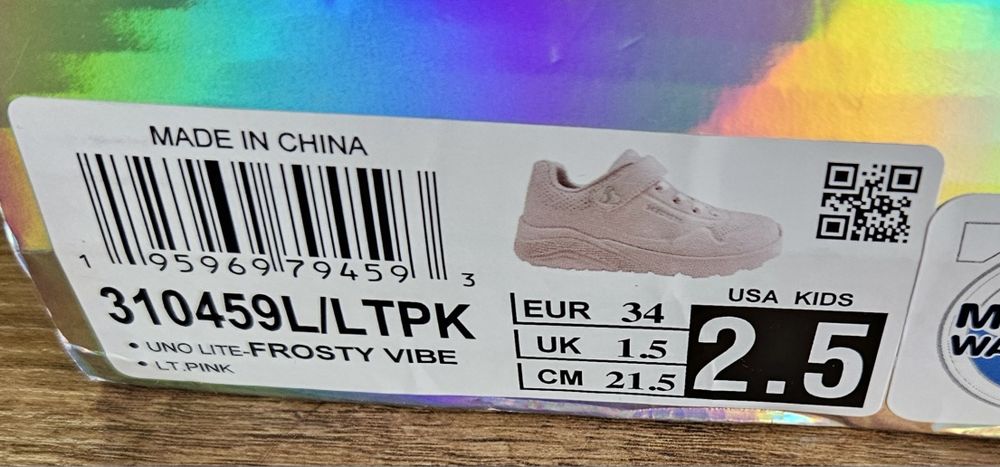 MADE IN CHINA
1 95969 79459 3
310459L/LTPK
• UNO LITE-FROSTY VIBE
• LT.PINK
USA KIDS
EUR 34
UK 1.5
CM 21.5
2.5